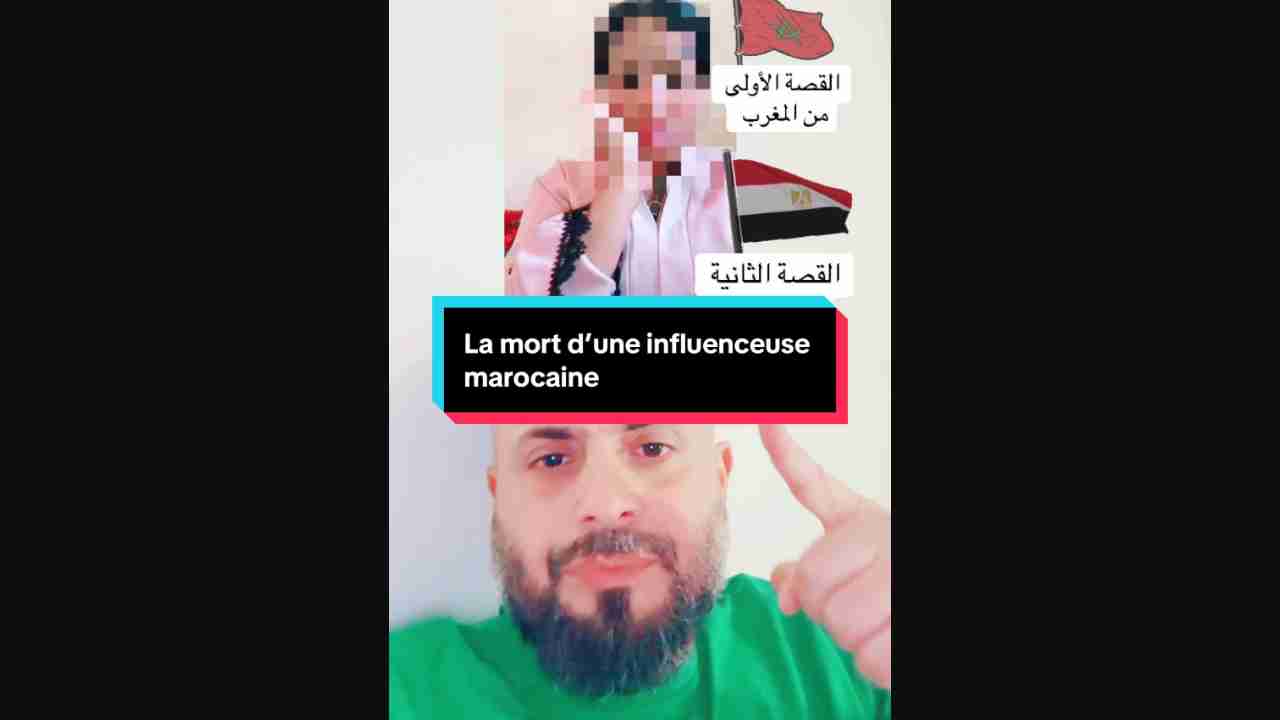 القصة الأولى
من المغرب
القصة الثانية
La mort d’une influenceuse
marocaine